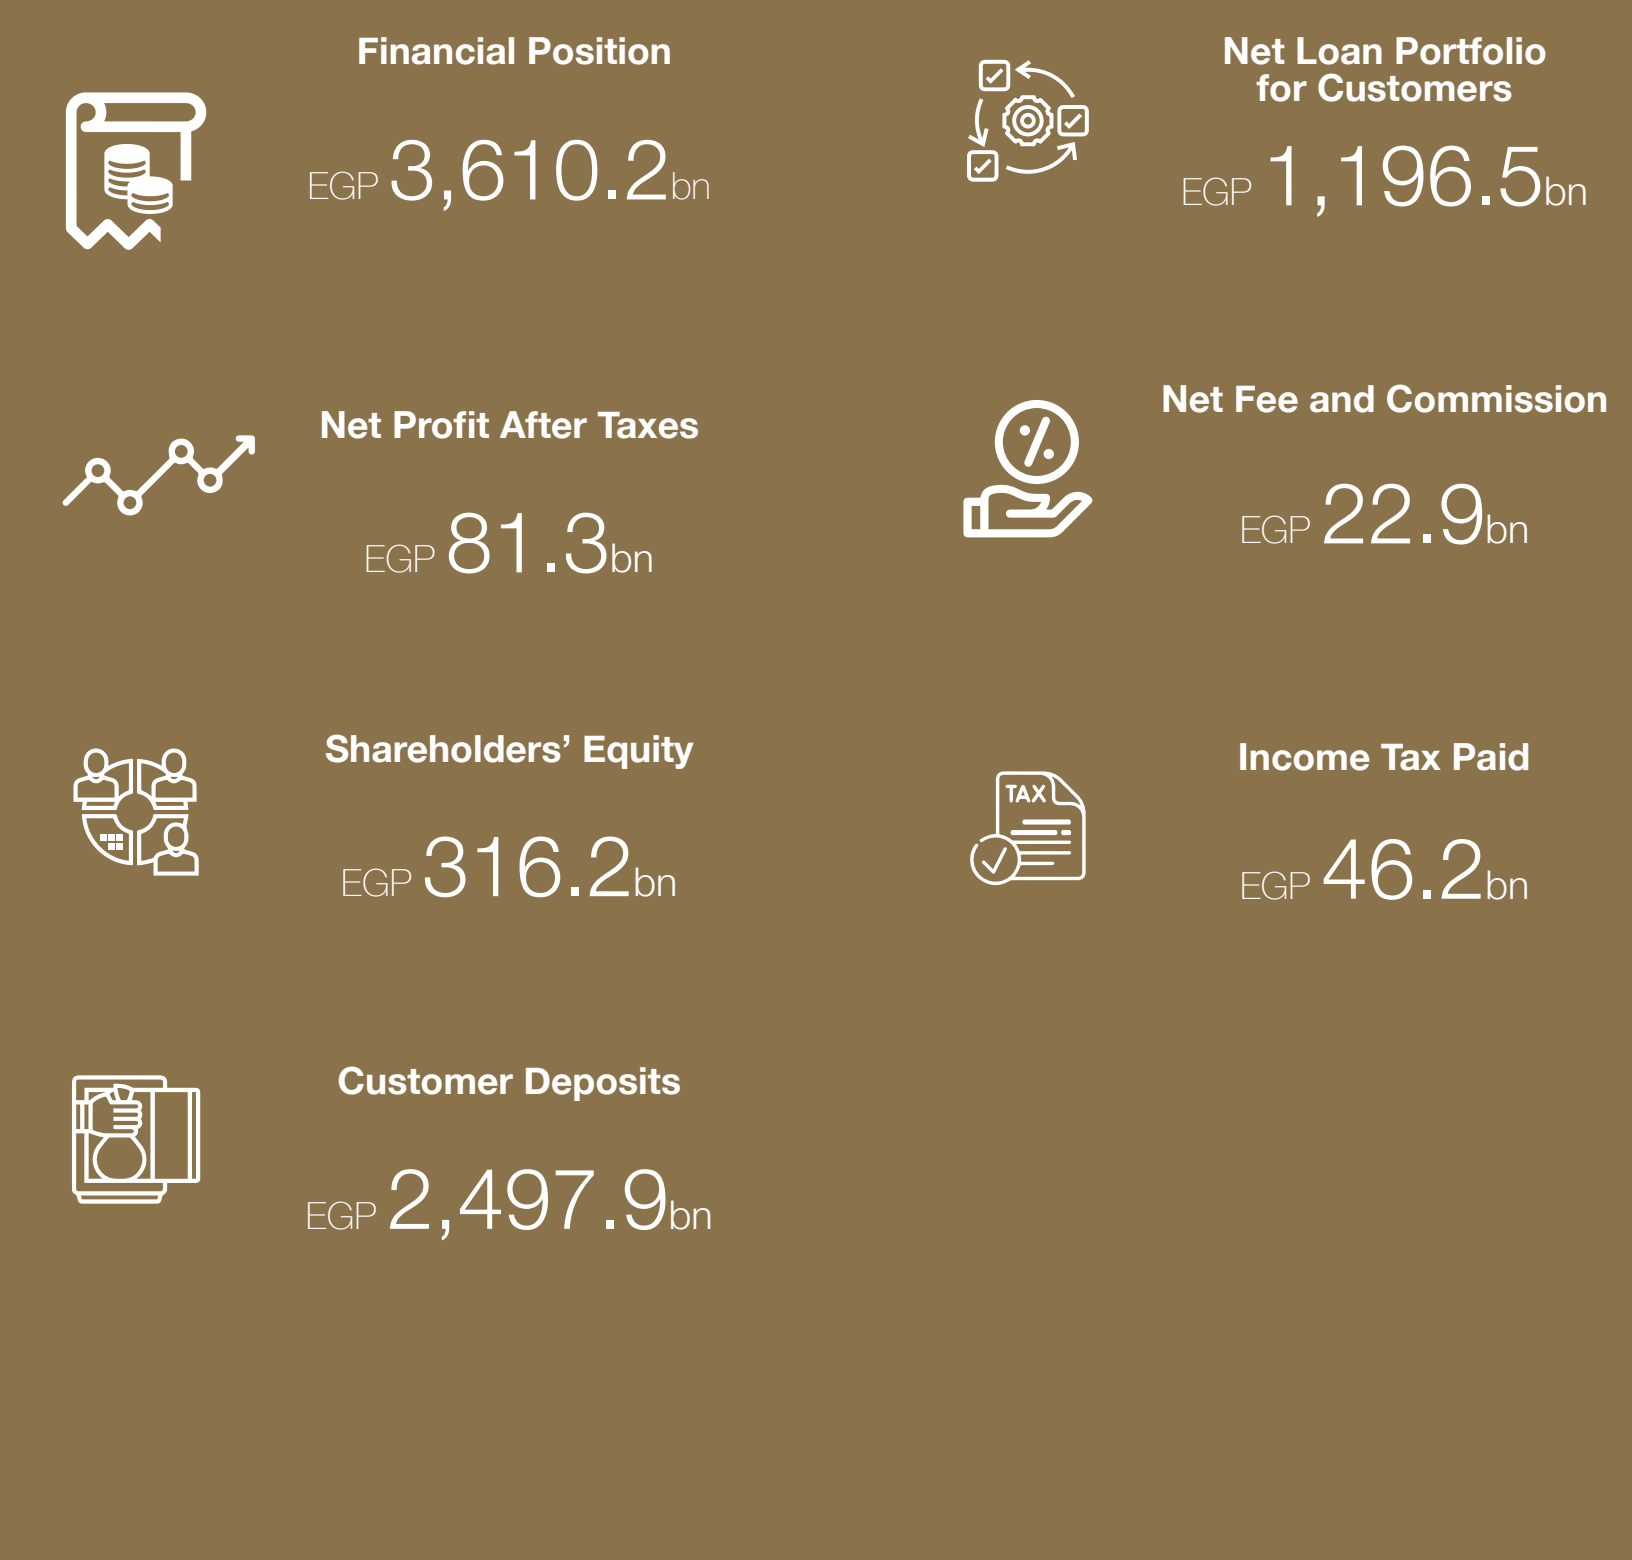 Financial Position
EGP 3,610.2bn
Net Loan Portfolio
for Customers
EGP 1,196.5bn
Net Profit After Taxes
EGP 81.3bn
Net Fee and Commission
EGP 22.9bn
Shareholders’ Equity
EGP 316.2bn
Income Tax Paid
TAX
EGP 46.2bn
Customer Deposits
EGP 2,497.9bn